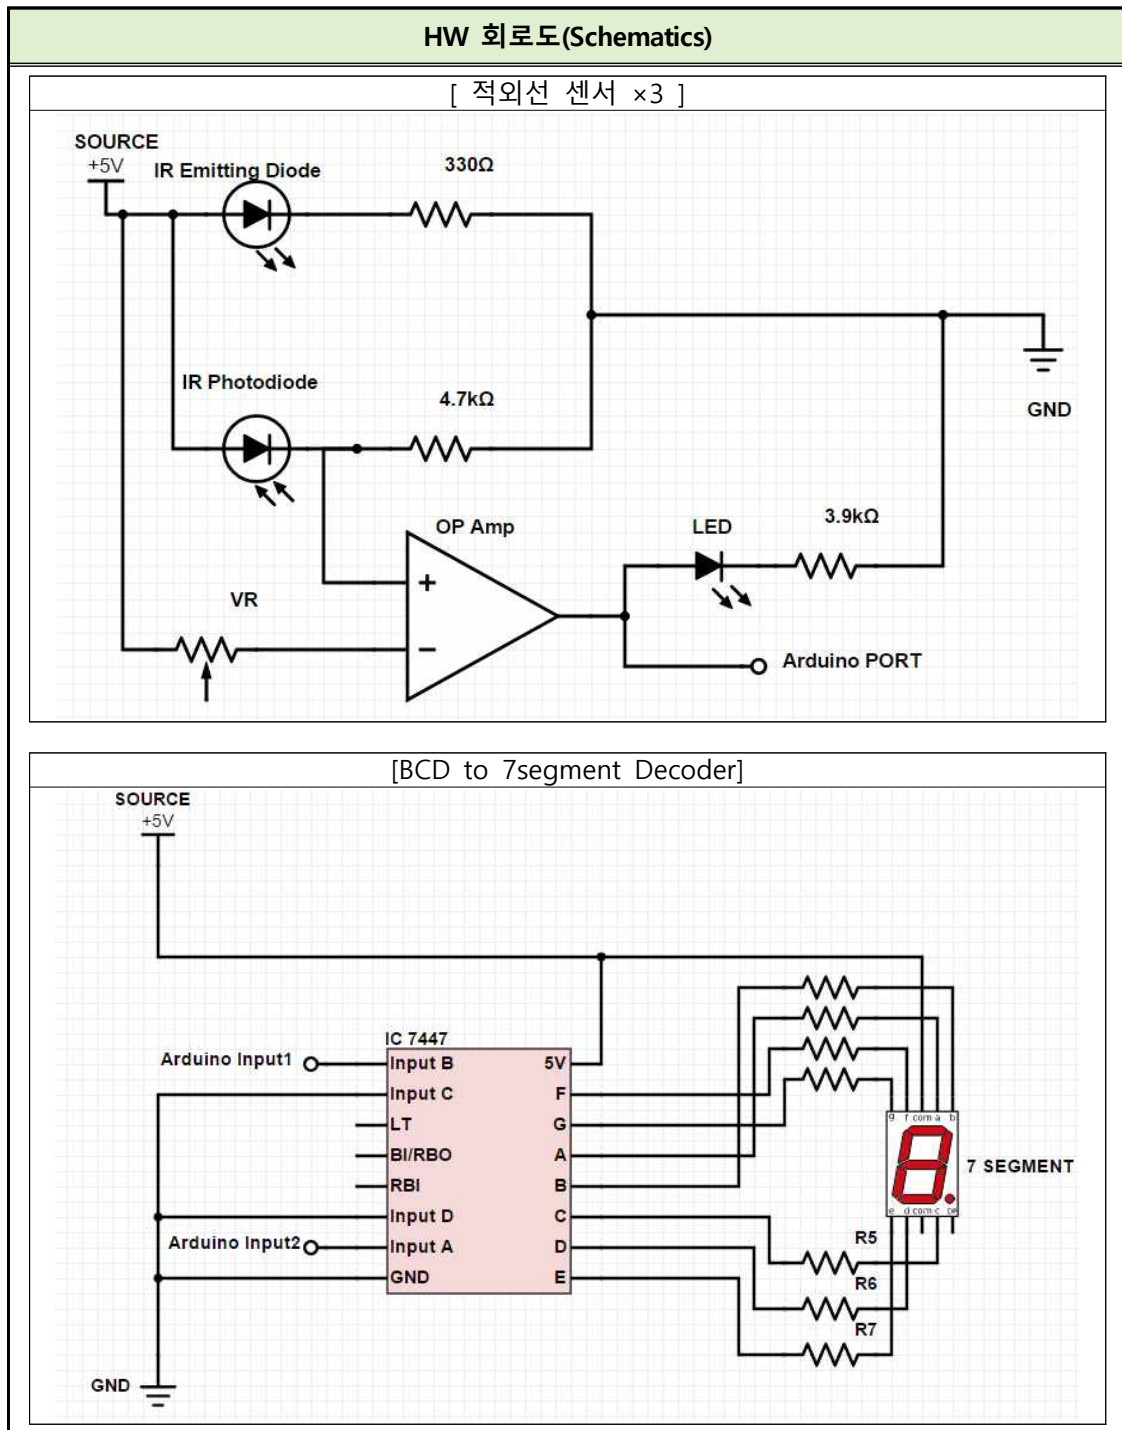 HW 회로도(Schematics)
[ 적외선 센서 ×3 ]
SOURCE
+5V
IR Emitting Diode
330Ω
IR Photodiode
4.7kΩ
GND
OP Amp
LED
3.9kΩ
+
VR
−
Arduino PORT
[BCD to 7segment Decoder]
SOURCE
+5V
IC 7447
Arduino Input1
Input B
5V
Input C
F
LT
G
BI/RBO
A
RBI
B
Input D
C
Arduino Input2
Input A
D
GND
E
g f com a b
7 SEGMENT
e d com c DP
R5
R6
R7
GND